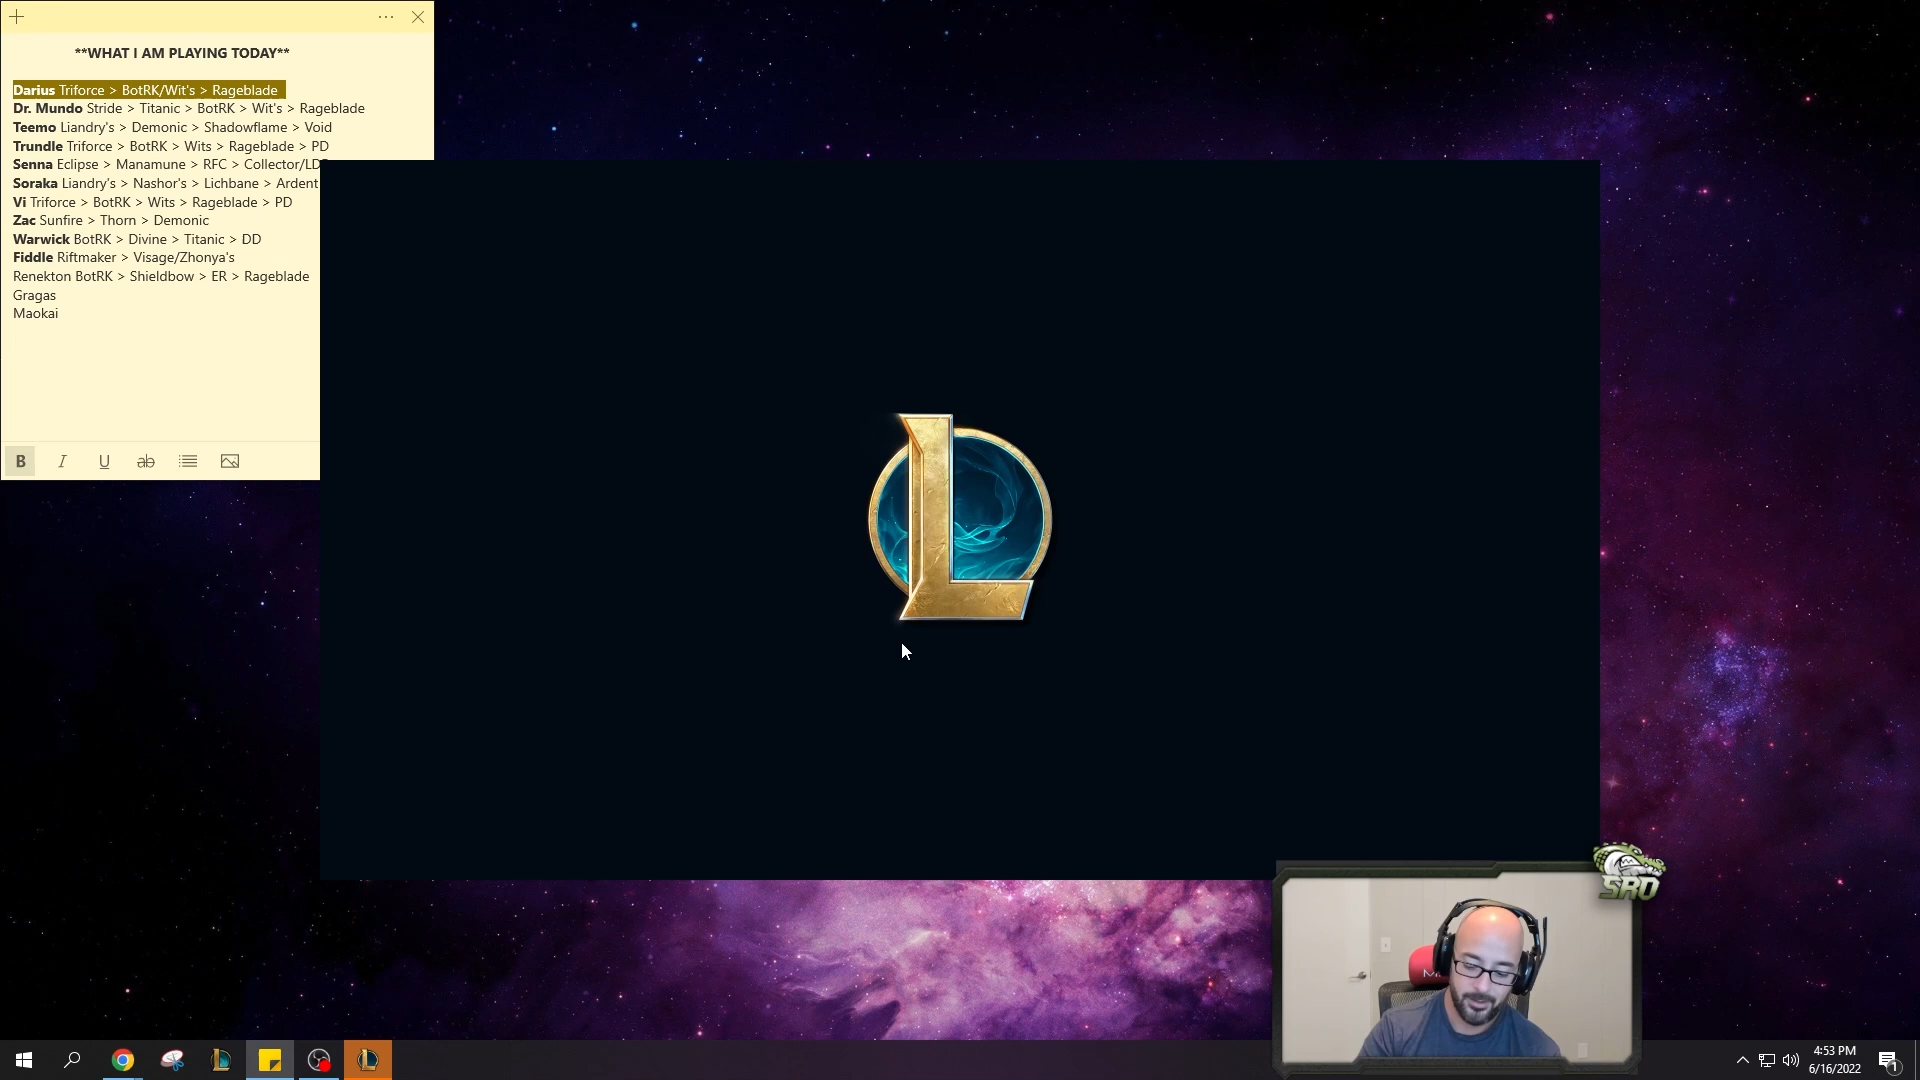 **WHAT I AM PLAYING TODAY**
Darius Triforce > BotRK/Wit's > Rageblade
Dr. Mundo Stride > Titanic > BotRK > Wit's > Rageblade
Teemo Liandry's > Demonic > Shadowflame > Void
Trundle Triforce > BotRK > Wits > Rageblade > PD
Senna Eclipse > Manamune > RFC > Collector/LD
Soraka Liandry's > Nashor's > Lichbane > Ardent
Vi Triforce > BotRK > Wits > Rageblade > PD
Zac Sunfire > Thorn > Demonic
Warwick BotRK > Divine > Titanic > DD
Fiddle Riftmaker > Visage/Zhonya's
Renekton BotRK > Shieldbow > ER > Rageblade
Gragas
Maokai
B I U ab
L
SRO
4:53 PM
6/16/2022
1